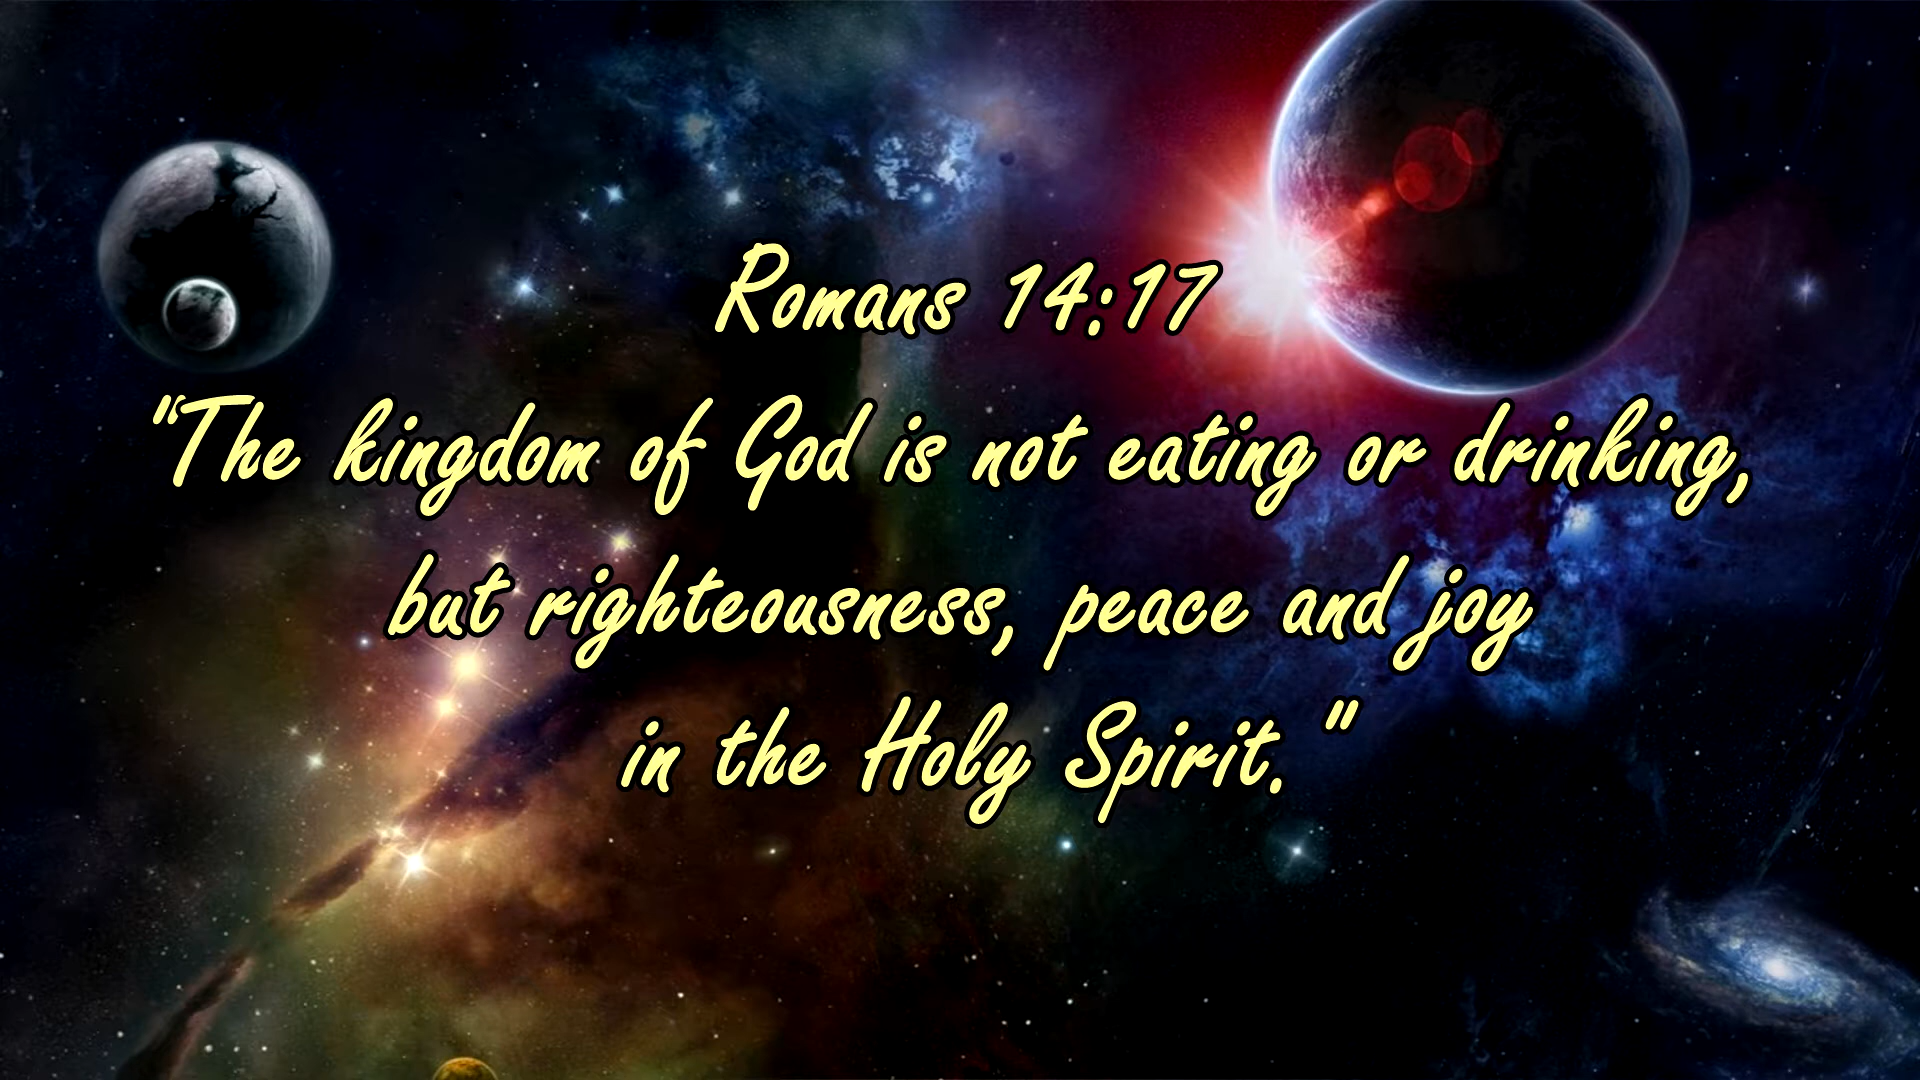 Romans 14:17
"The kingdom of God is not eating or drinking,
but righteousness, peace and joy
in the Holy Spirit."